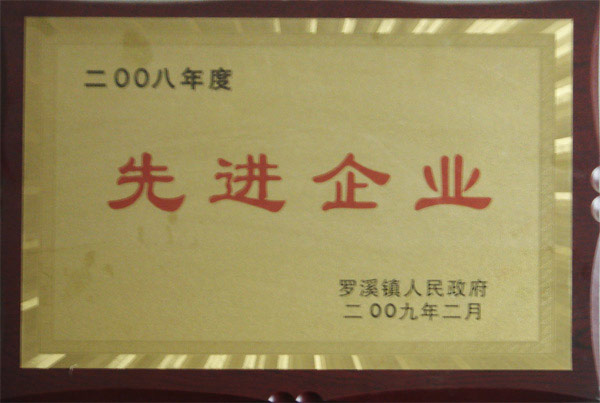 二00八年度
先进企业
罗溪镇人民政府
二00九年二月